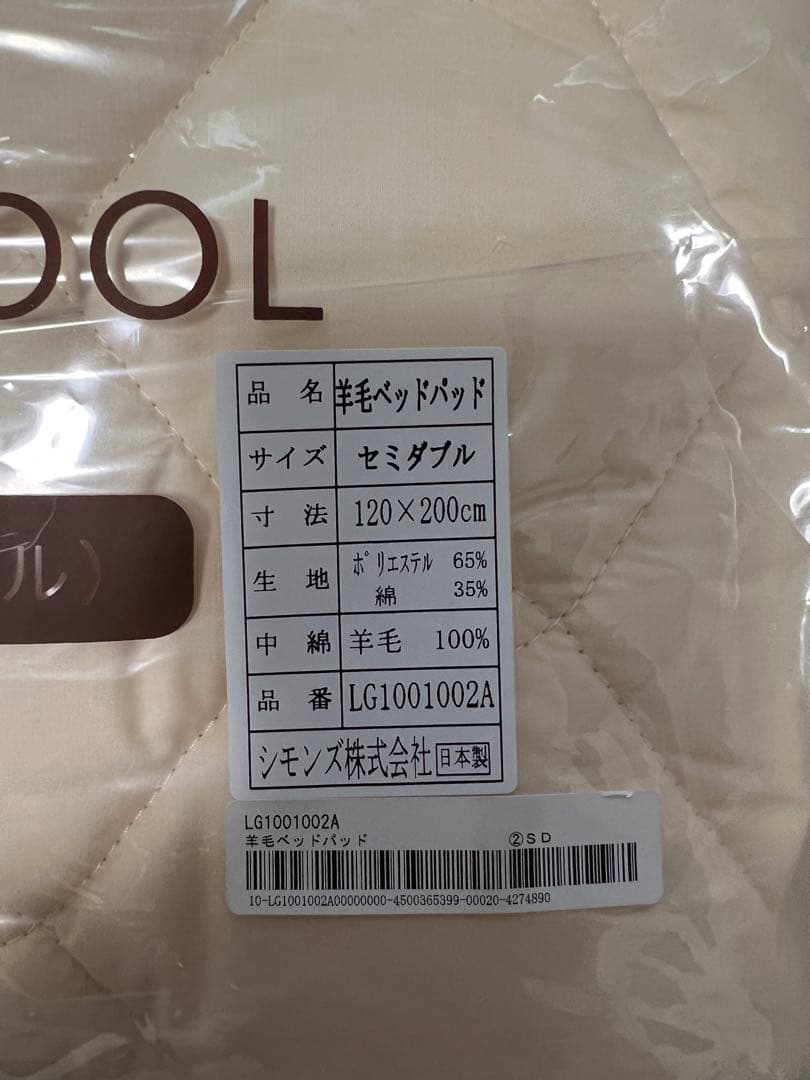 OOL
ブル）
品名 羊毛ベッドパッド
サイズ セミダブル
寸法 120×200cm
生地 ポリエステル 65%
綿 35%
中綿 羊毛 100%
品番 LG1001002A
シモンズ株式会社 日本製
LG1001002A
羊毛ベッドパッド ②SD
10-LG1001002A00000000-4500365399-00020-4274890